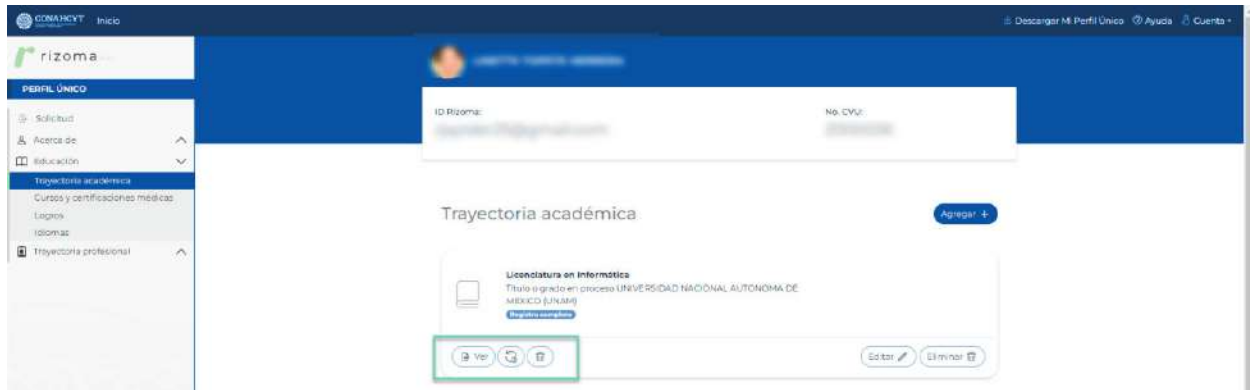 CONAHCYT Inicio
Descargar Mi Perfil Único Ayuda Cuenta
rizoma
PERFIL ÚNICO
Solicitud
Acerca de
Educación
Trayectoria académica
Cursos y certificaciones médicas
Logros
Idiomas
Trayectoria profesional
ID Rizoma:
No. CVU:
Trayectoria académica
Agregar +
Licenciatura en Informática
Título o grado en proceso UNIVERSIDAD NACIONAL AUTONOMA DE
MEXICO (UNAM)
Registro completo
Ver
Editar
Eliminar